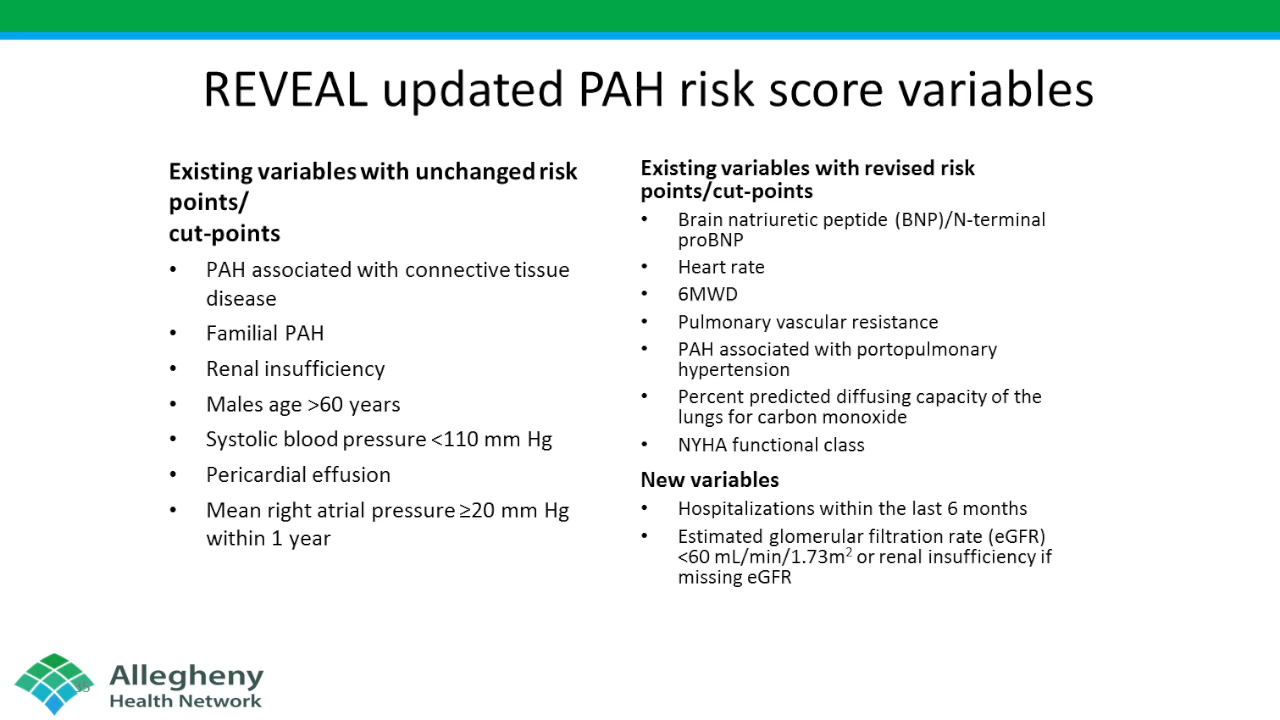 REVEAL updated PAH risk score variables
Existing variables with unchanged risk
points/
cut-points
• PAH associated with connective tissue
disease
• Familial PAH
• Renal insufficiency
• Males age >60 years
• Systolic blood pressure <110 mm Hg
• Pericardial effusion
• Mean right atrial pressure ≥20 mm Hg
within 1 year
Existing variables with revised risk
points/cut-points
• Brain natriuretic peptide (BNP)/N-terminal
proBNP
• Heart rate
• 6MWD
• Pulmonary vascular resistance
• PAH associated with portopulmonary
hypertension
• Percent predicted diffusing capacity of the
lungs for carbon monoxide
• NYHA functional class
New variables
• Hospitalizations within the last 6 months
• Estimated glomerular filtration rate (eGFR)
<60 mL/min/1.73m² or renal insufficiency if
missing eGFR
Allegheny
Health Network